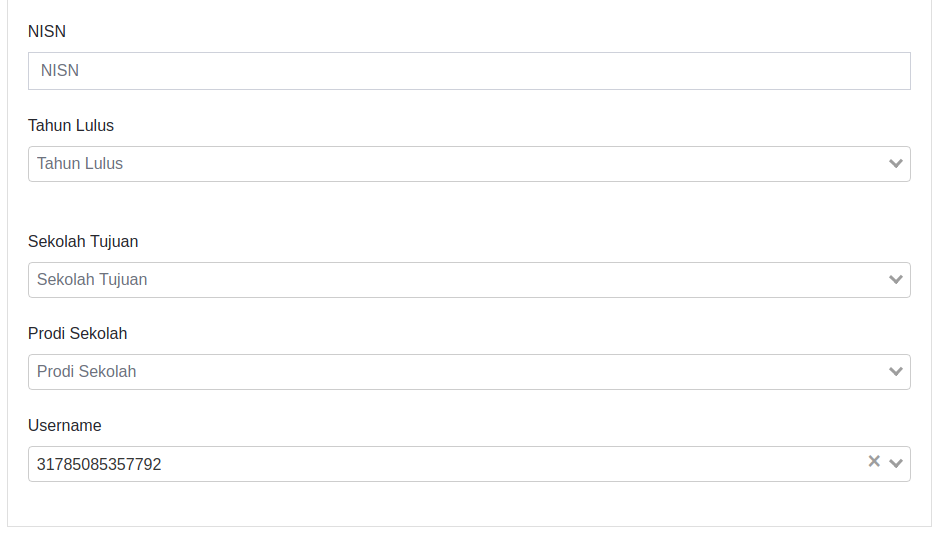 NISN
NISN
Tahun Lulus
Tahun Lulus
Sekolah Tujuan
Sekolah Tujuan
Prodi Sekolah
Prodi Sekolah
Username
31785085357792